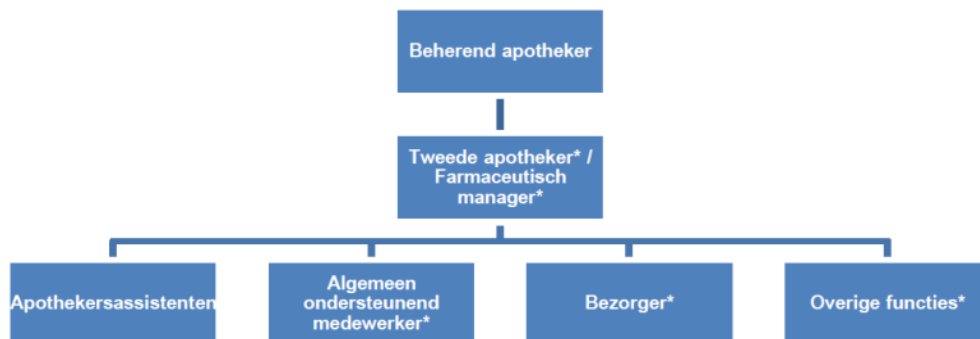 Beherend apotheker
Tweede apotheker* /
Farmaceutisch
manager*
Apothekersassistenten
Algemeen
ondersteunend
medewerker*
Bezorger*
Overige functies*